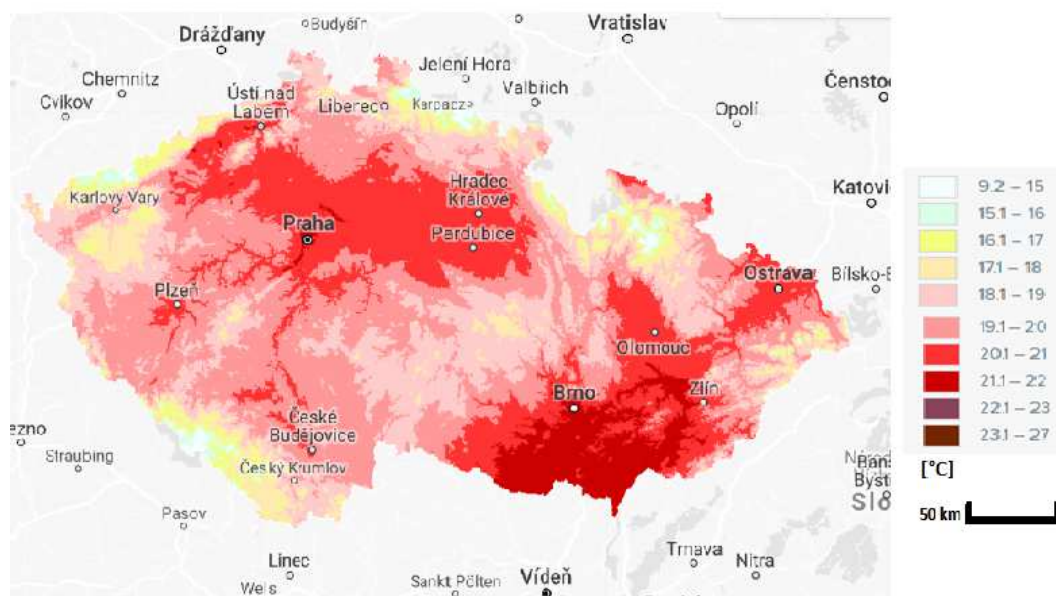 Budyšín
Vratislav
Drážďany
Jelení Hora
Čenstoc
Chemnitz
Ústí nad
Labem
Valbřich
Cvikov
Liberec
Karpacz
Opolí
Katovic
Karlovy Vary
Hradec
Králové
Praha
Pardubice
Ostrava
Bílsko-B
Plzeň
Olomouc
Brno
Zlín
České
Budějovice
ezno
Straubing
Český Krumlov
Báns
Bystř
Pasov
Slo
Linec
Trnava
Nitra
Wels
Sankt Pölten
Vídeň
9.2 – 15
15.1 – 16
16.1 – 17
17.1 – 18
18.1 – 19
19.1 – 20
20.1 – 21
21.1 – 22
22.1 – 23
23.1 – 27
[°C]
50 km